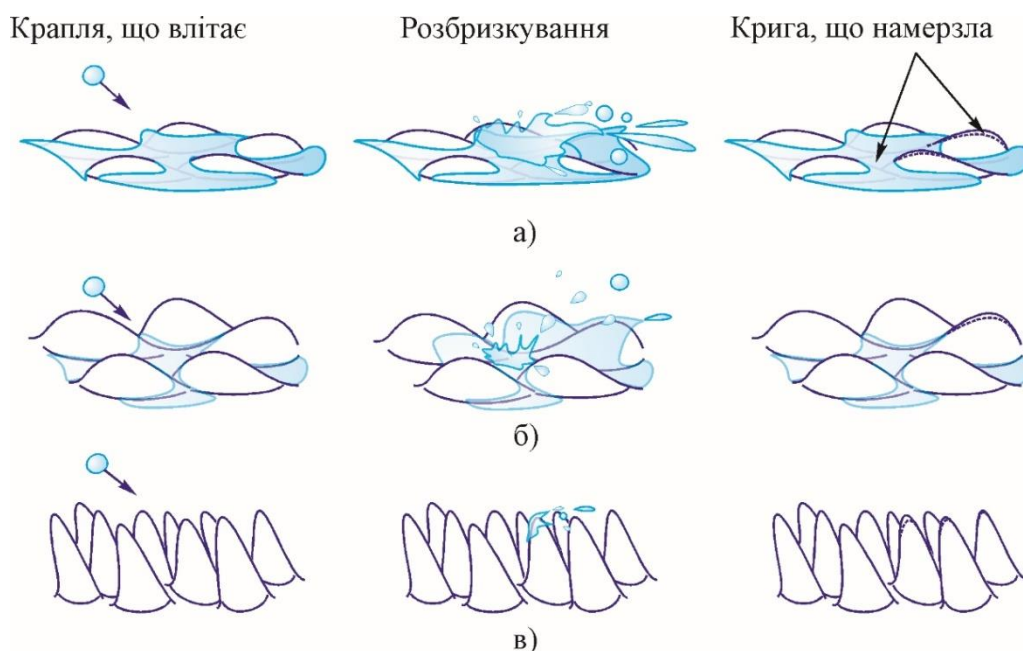 Крапля, що влітає
Розбризкування
Крига, що намерзла
а)
б)
в)